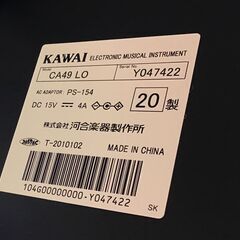 KAWAI ELECTRONIC MUSICAL INSTRUMENT
Model Serial No.
CA49 LO Y047422
AC ADAPTOR : PS-154
DC 15V 4A
20 製
株式会社 河合楽器製作所
T-2010102
MADE IN CHINA
104G00000000-Y047422
SK